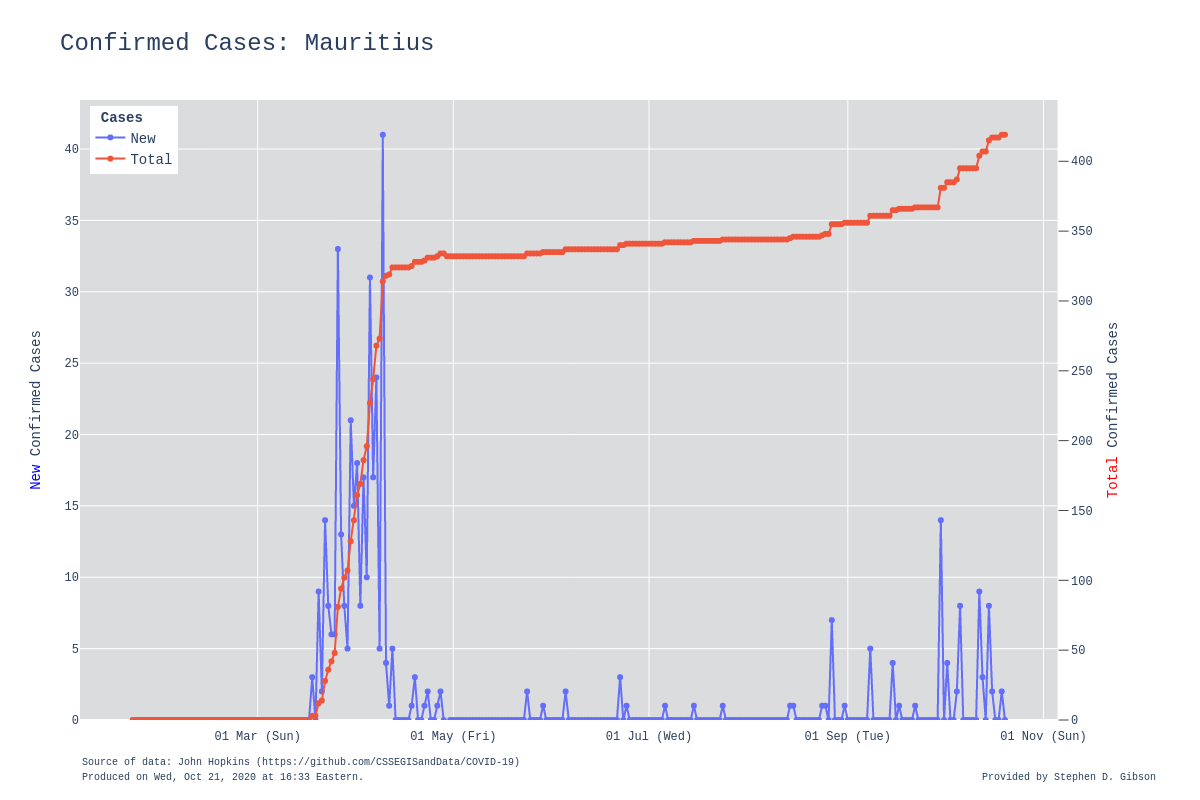 Confirmed Cases: Mauritius
Cases
New
Total
40
35
30
25
20
15
10
5
0
400
350
300
250
200
150
100
50
0
New Confirmed Cases
Total Confirmed Cases
01 Mar (Sun)
01 May (Fri)
01 Jul (Wed)
01 Sep (Tue)
01 Nov (Sun)
Source of data: John Hopkins (https://github.com/CSSEGISandData/COVID-19)
Produced on Wed, Oct 21, 2020 at 16:33 Eastern.
Provided by Stephen D. Gibson